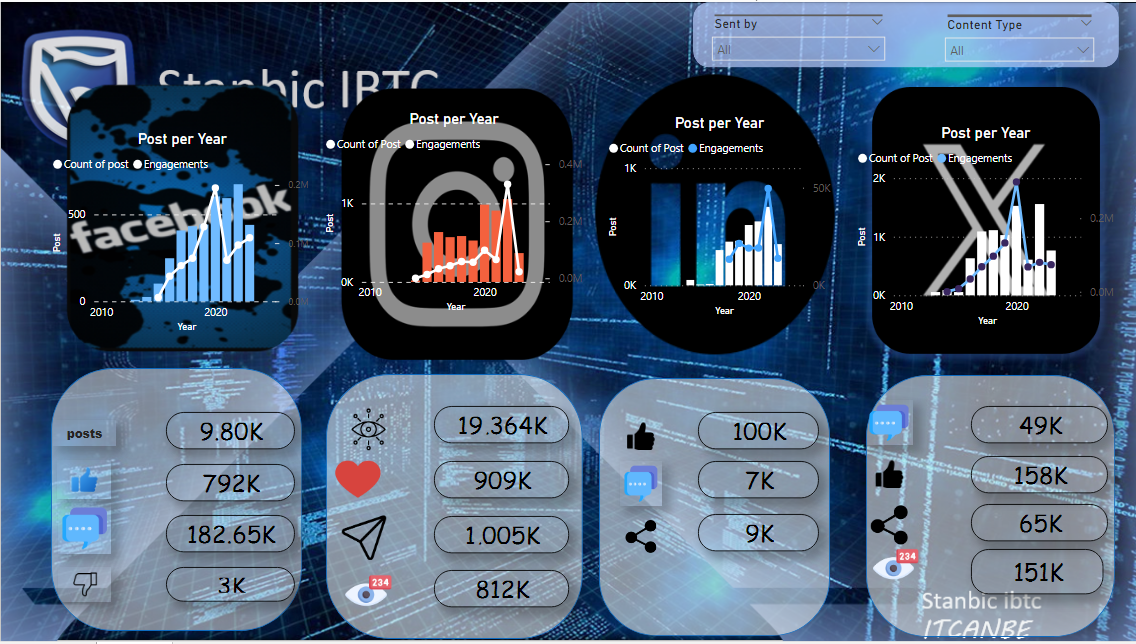 Sent by
Content Type
All
All
Stanbic IBTC
Post per Year
Count of post
Engagements
0.2M
500
0.1M
0
0.0M
2010
2020
Post
Year
facebook
Post per Year
Count of Post
Engagements
0.4M
1K
0.2M
0K
0.0M
2010
2020
Post
Year
Post per Year
Count of Post
Engagements
1K
50K
0K
0K
2010
2020
Post
Year
in
Post per Year
Count of Post
Engagements
2K
1K
0.2M
0K
0.0M
2010
2020
Post
Year
X
posts
9.80K
792K
182.65K
3K
19.364K
909K
1,005K
234
812K
100K
7K
9K
49K
158K
65K
234
151K
Stanbic ibtc
ITCANBE